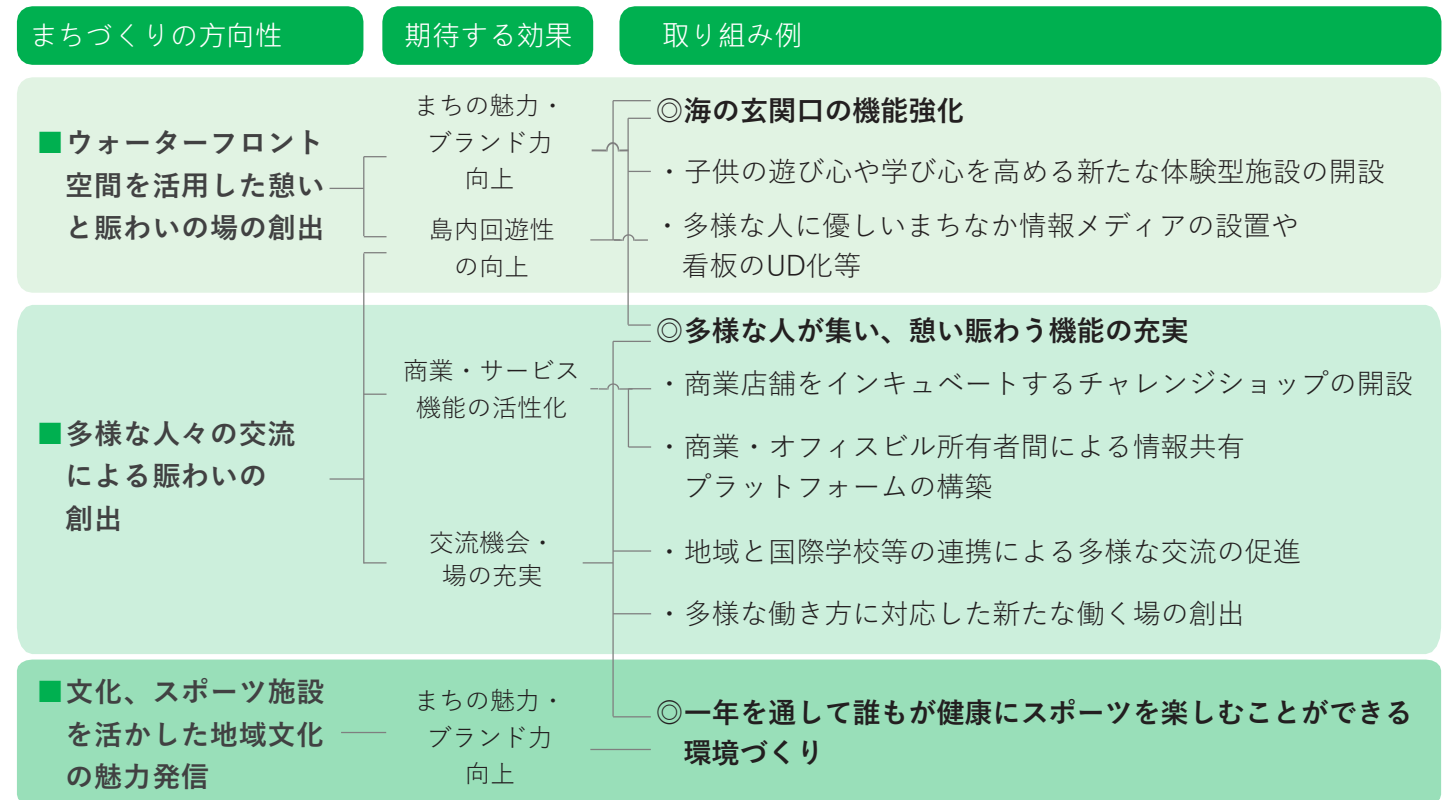 まちづくりの方向性
期待する効果
取り組み例
■ウォーターフロント
空間を活用した憩い
と賑わいの場の創出
まちの魅力・
ブランド力
向上
島内回遊性
の向上
◎海の玄関口の機能強化
・子供の遊び心や学び心を高める新たな体験型施設の開設
・多様な人に優しいまちなか情報メディアの設置や
看板のUD化等
■多様な人々の交流
による賑わいの
創出
商業・サービス
機能の活性化
交流機会・
場の充実
◎多様な人が集い、憩い賑わう機能の充実
・商業店舗をインキュベートするチャレンジショップの開設
・商業・オフィスビル所有者間による情報共有
プラットフォームの構築
・地域と国際学校等の連携による多様な交流の促進
・多様な働き方に対応した新たな働く場の創出
■文化、スポーツ施設
を活かした地域文化
の魅力発信
まちの魅力・
ブランド力
向上
◎一年を通して誰もが健康にスポーツを楽しむことができる
環境づくり